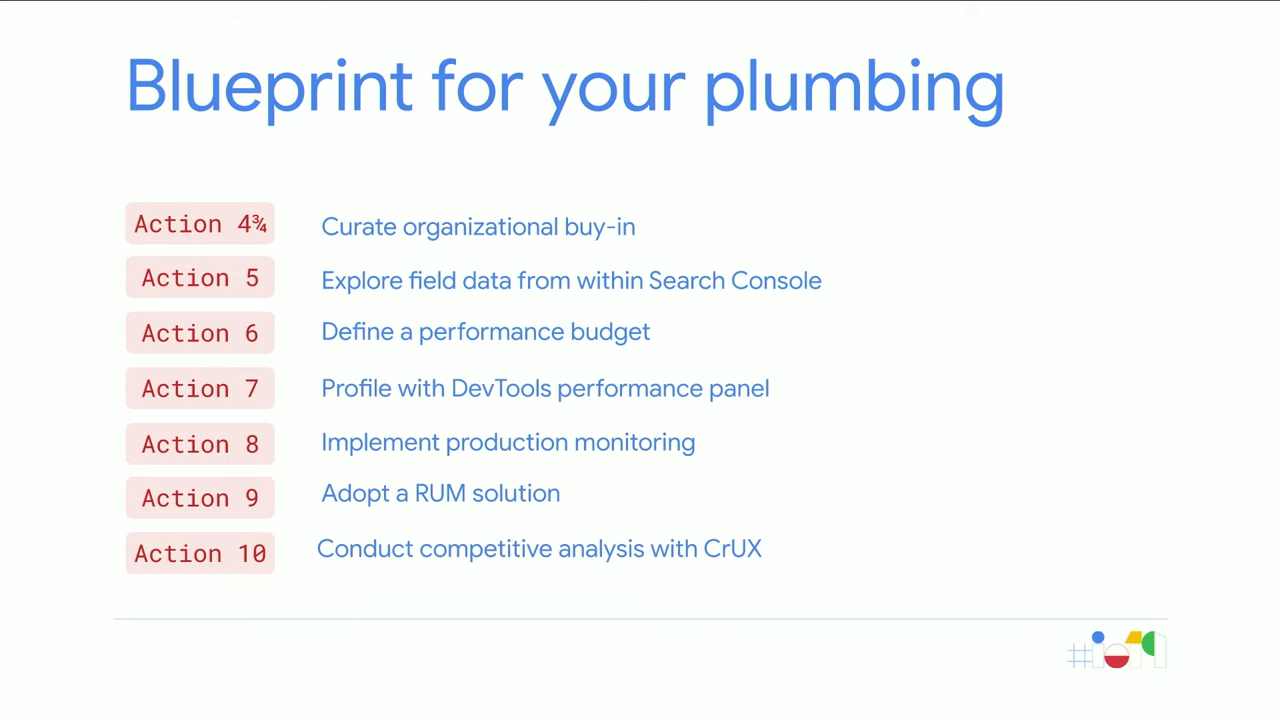 Blueprint for your plumbing
Action 4¾ Curate organizational buy-in
Action 5 Explore field data from within Search Console
Action 6 Define a performance budget
Action 7 Profile with DevTools performance panel
Action 8 Implement production monitoring
Action 9 Adopt a RUM solution
Action 10 Conduct competitive analysis with CrUX
#io19